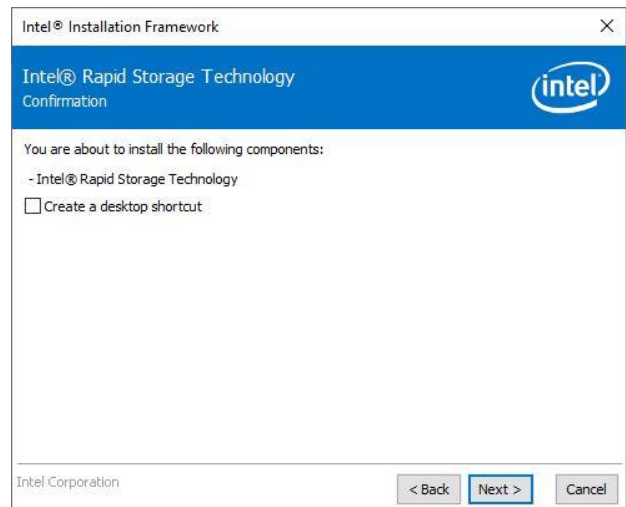 Intel® Installation Framework
Intel® Rapid Storage Technology
Confirmation
intel
You are about to install the following components:
- Intel® Rapid Storage Technology
Create a desktop shortcut
Intel Corporation
< Back Next > Cancel